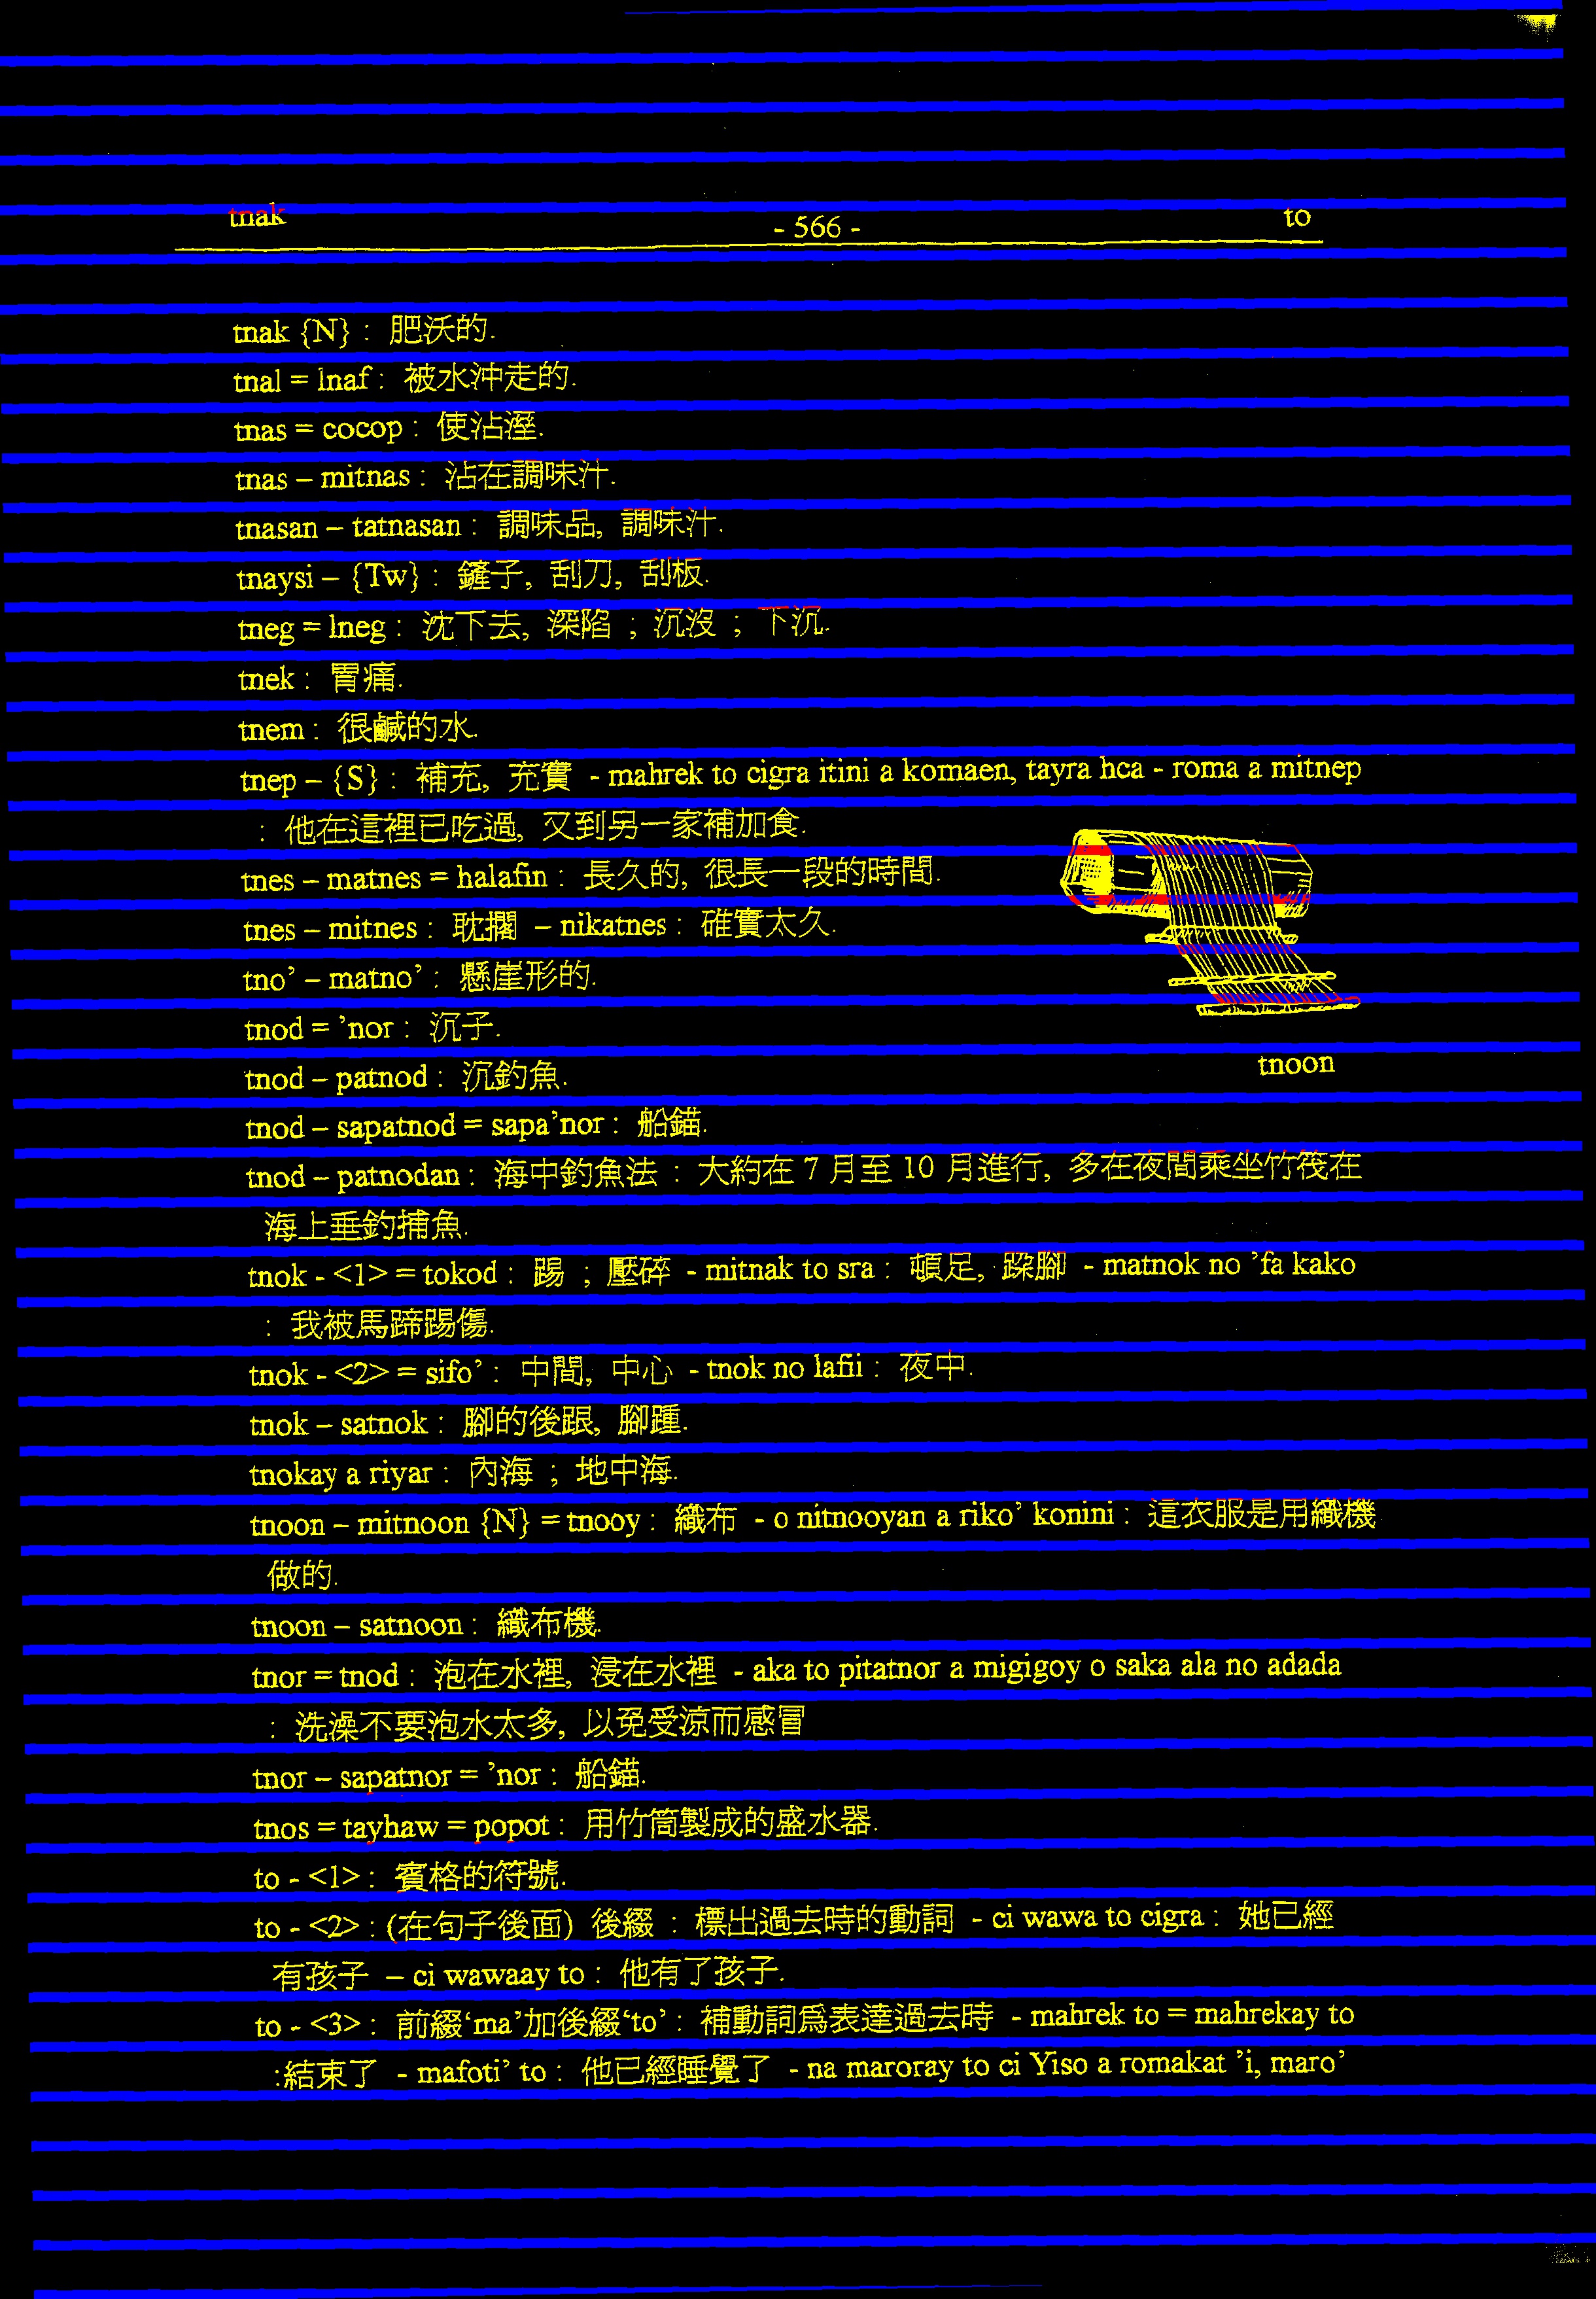 tnak - 566 - to
tnak {N} : 肥沃的.
tnal = lnaf : 被水沖走的.
tnas = cocop : 使沾溼.
tnas – mitnas : 沾在調味汁.
tnasan – tatnasan : 調味品, 調味汁.
tnaysi – {Tw} : 鏟子, 刮刀, 刮板.
tneg = lneg : 沈下去, 深陷 ; 沉沒 ; 下沉.
tnek : 胃痛.
tnem : 很鹹的水.
tnep – {S} : 補充, 充實 - mahrek to cigra itini a komaen, tayra hca - roma a mitnep
: 他在這裡已吃過, 又到另一家補加食.
tnes – matnes = halafin : 長久的, 很長一段的時間.
tnes – mitnes : 耽擱 – nikatnes : 確實太久.
tno’ – matno’ : 懸崖形的.
tnod = ’nor : 沉子.
tnod – patnod : 沉釣魚.
tnoon
tnod – sapatnod = sapa’nor : 船錨.
tnod – patnodan : 海中釣魚法 : 大約在 7 月至 10 月進行, 多在夜間乘坐竹筏在
海上垂釣捕魚.
tnok - <1> = tokod : 踢 ; 壓碎 - mitnak to sra : 頓足, 跺腳 - matnok no ’fa kako
: 我被馬蹄踢傷.
tnok - <2> = sifo’ : 中間, 中心 - tnok no lafii : 夜中.
tnok – satnok : 腳的後跟, 腳踵.
tnokay a riyar : 內海 ; 地中海.
tnoon – mitnoon {N} = tnooy : 織布 - o nitnooyan a riko’ konini : 這衣服是用織機
做的.
tnoon – satnoon : 織布機.
tnor = tnod : 泡在水裡, 浸在水裡 - aka to pitatnor a migigoy o saka ala no adada
: 洗澡不要泡水太多, 以免受涼而感冒
tnor – sapatnor = ’nor : 船錨.
tnos = tayhaw = popot : 用竹筒製成的盛水器.
to - <1> : 賓格的符號.
to - <2> : (在句子後面) 後綴 : 標出過去時的動詞 - ci wawa to cigra : 她已經
有孩子 – ci wawaay to : 他有了孩子.
to - <3> : 前綴‘ma’加後綴‘to’ : 補動詞爲表達過去時 - mahrek to = mahrekay to
:結束了 - mafoti’ to : 他已經睡覺了 - na maroray to ci Yiso a romakat ’i, maro’